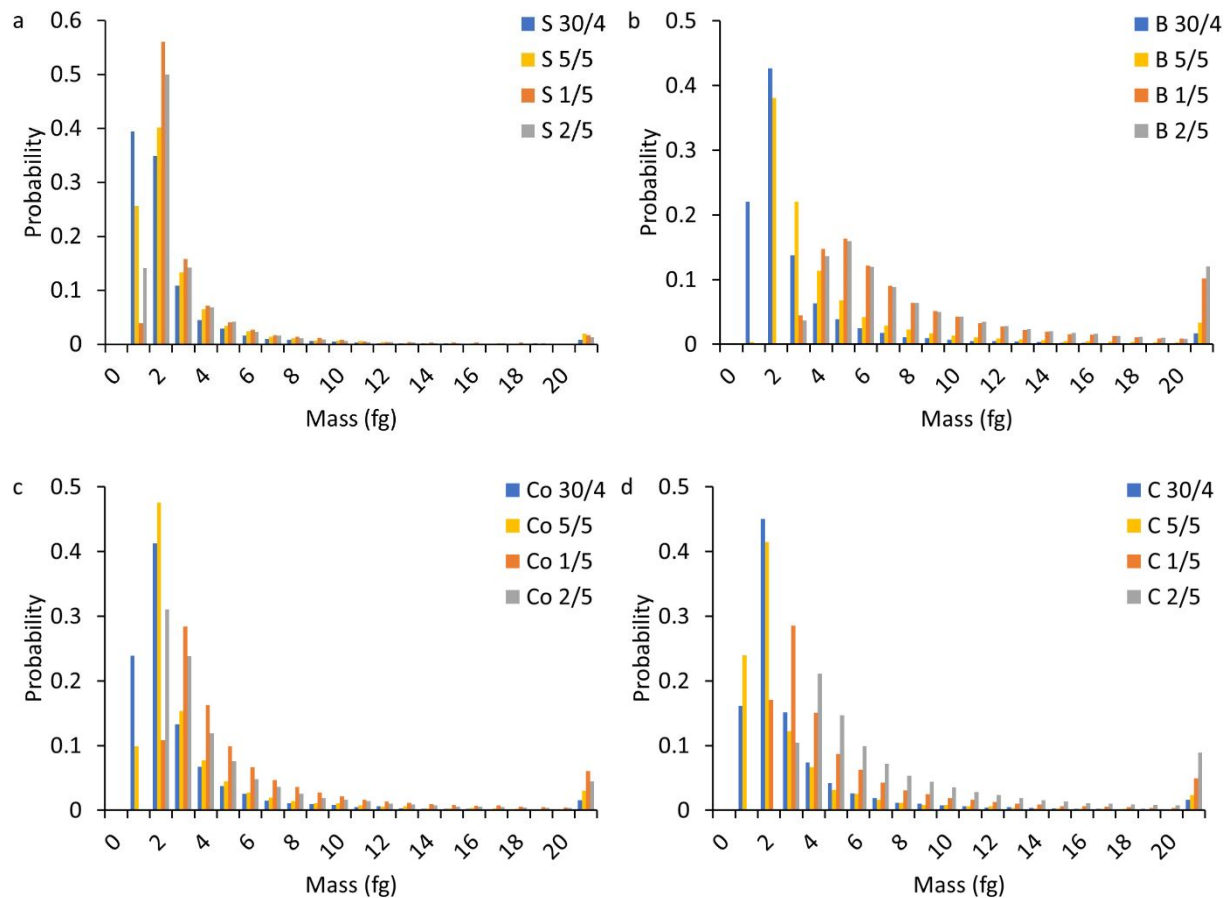 a
S 30/4
S 5/5
S 1/5
S 2/5
Probability
0.6
0.5
0.4
0.3
0.2
0.1
0
0 2 4 6 8 10 12 14 16 18 20
Mass (fg)
b
B 30/4
B 5/5
B 1/5
B 2/5
Probability
0.5
0.4
0.3
0.2
0.1
0
0 2 4 6 8 10 12 14 16 18 20
Mass (fg)
c
Co 30/4
Co 5/5
Co 1/5
Co 2/5
Probability
0.5
0.4
0.3
0.2
0.1
0
0 2 4 6 8 10 12 14 16 18 20
Mass (fg)
d
C 30/4
C 5/5
C 1/5
C 2/5
Probability
0.5
0.4
0.3
0.2
0.1
0
0 2 4 6 8 10 12 14 16 18 20
Mass (fg)